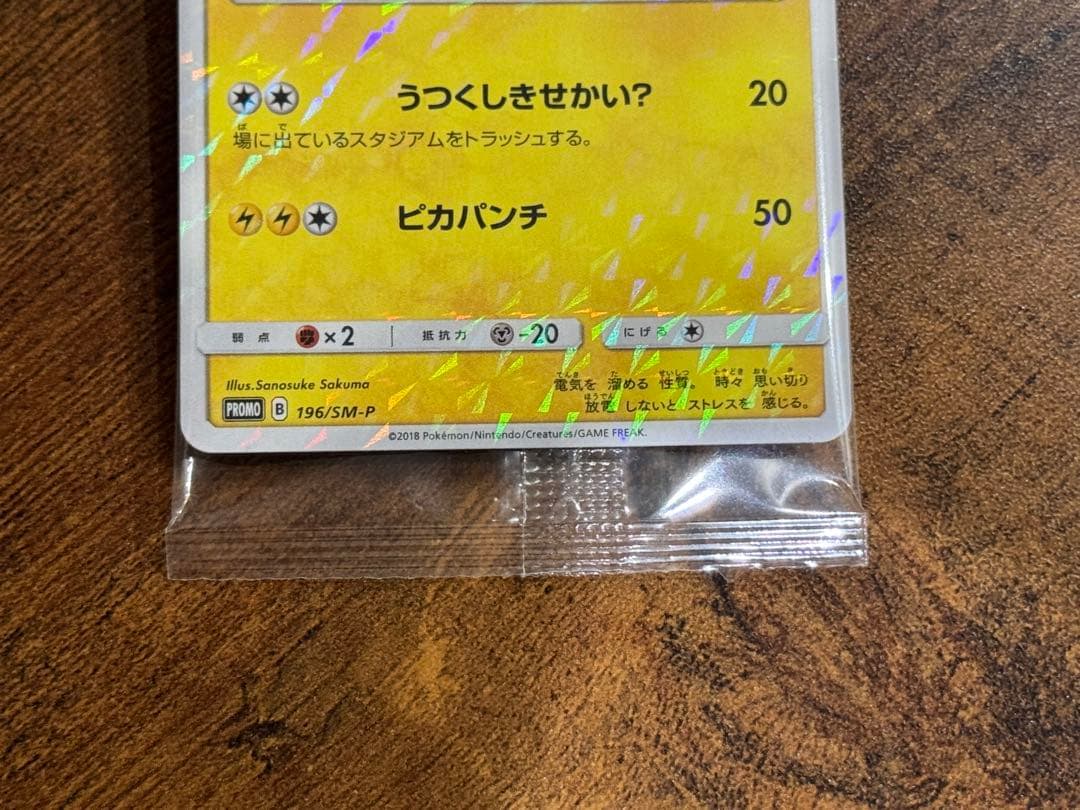 うつくしきせかい? 20
場に出ているスタジアムをトラッシュする。
ピカパンチ 50
弱点 ×2 抵抗力 -20 にげる
Illus.Sanosuke Sakuma
電気を 溜める 性質。 時々 思い切り
放電 しないと ストレスを 感じる。
PROMO B 196/SM-P
©2018 Pokémon/Nintendo/Creatures/GAME FREAK.